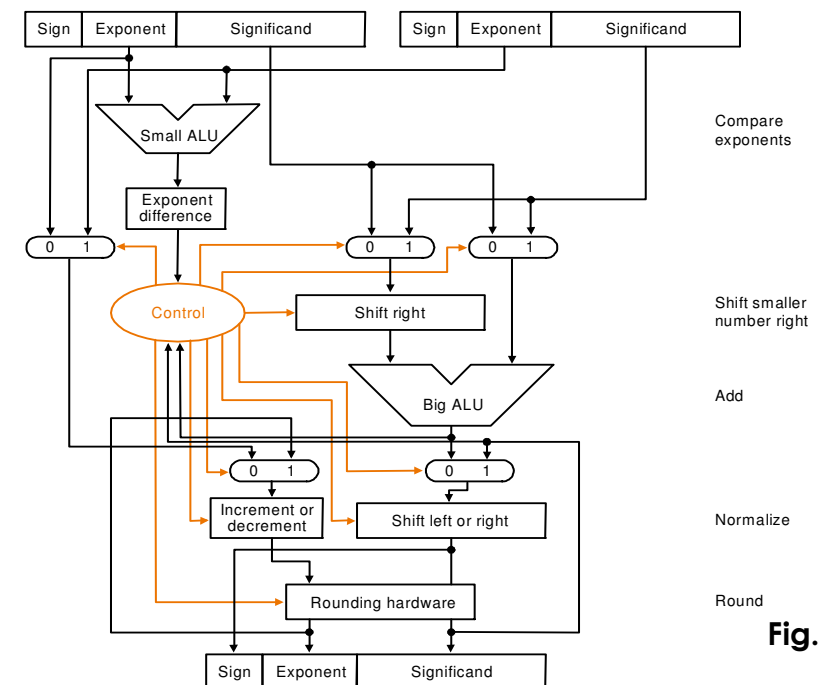 Sign Exponent Significand Sign Exponent Significand
Compare
exponents
Small ALU
Exponent
difference
0 1 0 1 0 1
Control
Shift right
Shift smaller
number right
Big ALU
Add
0 1 0 1
Increment or
decrement
Shift left or right
Normalize
Rounding hardware
Round
Fig.
Sign Exponent Significand